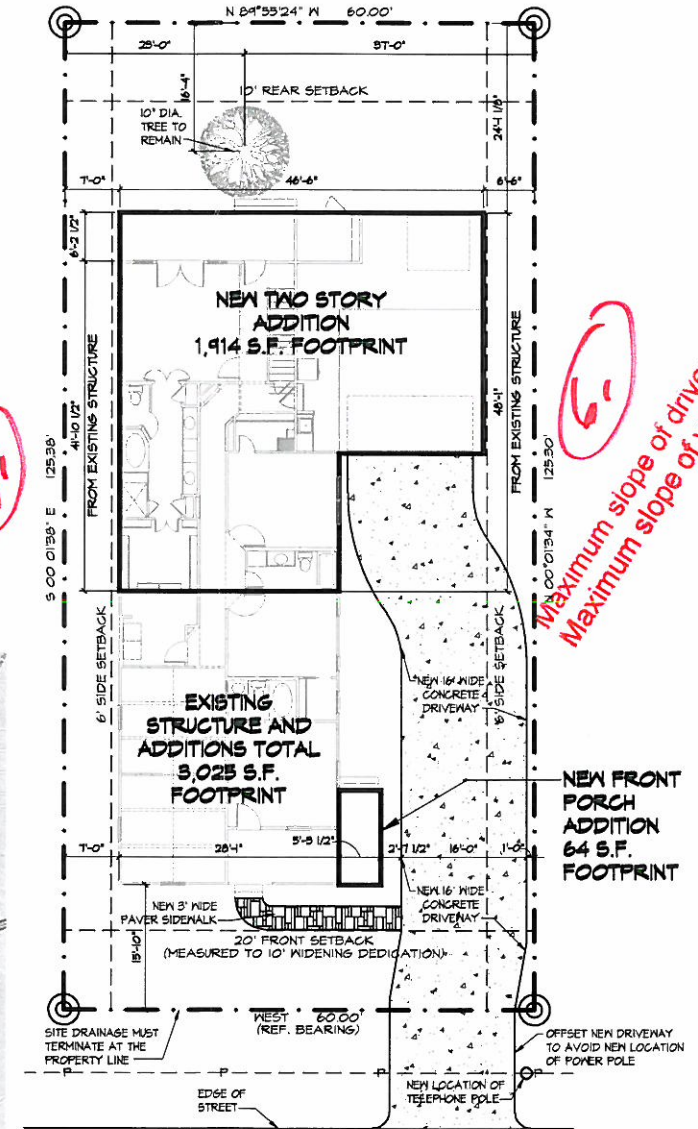 N 89°55'24" W 60.00'
23'-0"
37'-0"
16'-4"
10' REAR SETBACK
24'-1 1/8"
10" DIA.
TREE TO
REMAIN
7'-0"
46'-6"
6'-6"
6'-2 1/2"
NEW TWO STORY
ADDITION
1,914 S.F. FOOTPRINT
41'-10 1/2"
FROM EXISTING STRUCTURE
48'-1"
FROM EXISTING STRUCTURE
S 00 01'38" E 125.38'
N 00°01'34" W 125.30'
6.
Maximum slope of
Maximum slope of
6' SIDE SETBACK
6' SIDE SETBACK
NEW 16' WIDE
CONCRETE
DRIVEWAY
EXISTING
STRUCTURE AND
ADDITIONS TOTAL
3,025 S.F.
FOOTPRINT
NEW FRONT
PORCH
ADDITION
64 S.F.
FOOTPRINT
7'-0"
28'-1"
5'-5 1/2"
2'-7 1/2"
16'-0"
1'-0"
NEW 3' WIDE
PAVER SIDEWALK
NEW 16' WIDE
CONCRETE
DRIVEWAY
15'-10"
20' FRONT SETBACK
(MEASURED TO 10' WIDENING DEDICATION)
WEST 60.00'
(REF. BEARING)
SITE DRAINAGE MUST
TERMINATE AT THE
PROPERTY LINE
OFFSET NEW DRIVEWAY
TO AVOID NEW LOCATION
OF POWER POLE
P P P P
EDGE OF
STREET
NEW LOCATION OF
TELEPHONE POLE